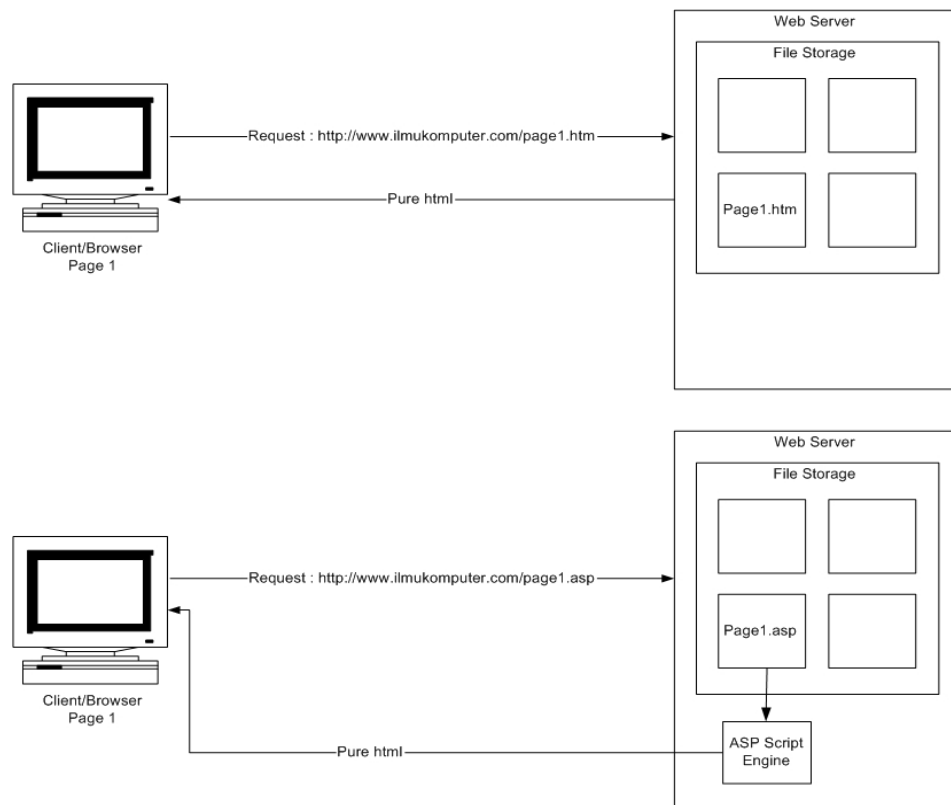 Web Server
File Storage
Request : http://www.ilmukomputer.com/page1.htm
Pure html
Page1.htm
Client/Browser
Page 1
Web Server
File Storage
Request : http://www.ilmukomputer.com/page1.asp
Page1.asp
Client/Browser
Page 1
Pure html
ASP Script
Engine